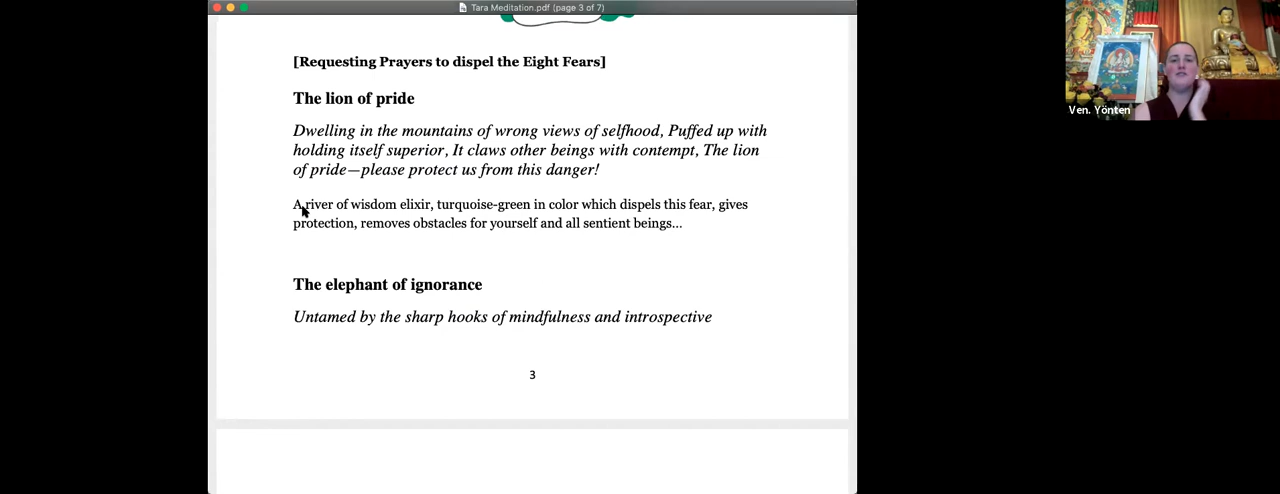 Tara Meditation.pdf (page 3 of 7)
[Requesting Prayers to dispel the Eight Fears]
The lion of pride
Dwelling in the mountains of wrong views of selfhood, Puffed up with
holding itself superior, It claws other beings with contempt, The lion
of pride—please protect us from this danger!
A river of wisdom elixir, turquoise-green in color which dispels this fear, gives
protection, removes obstacles for yourself and all sentient beings...
The elephant of ignorance
Untamed by the sharp hooks of mindfulness and introspective
3
Ven. Yönten